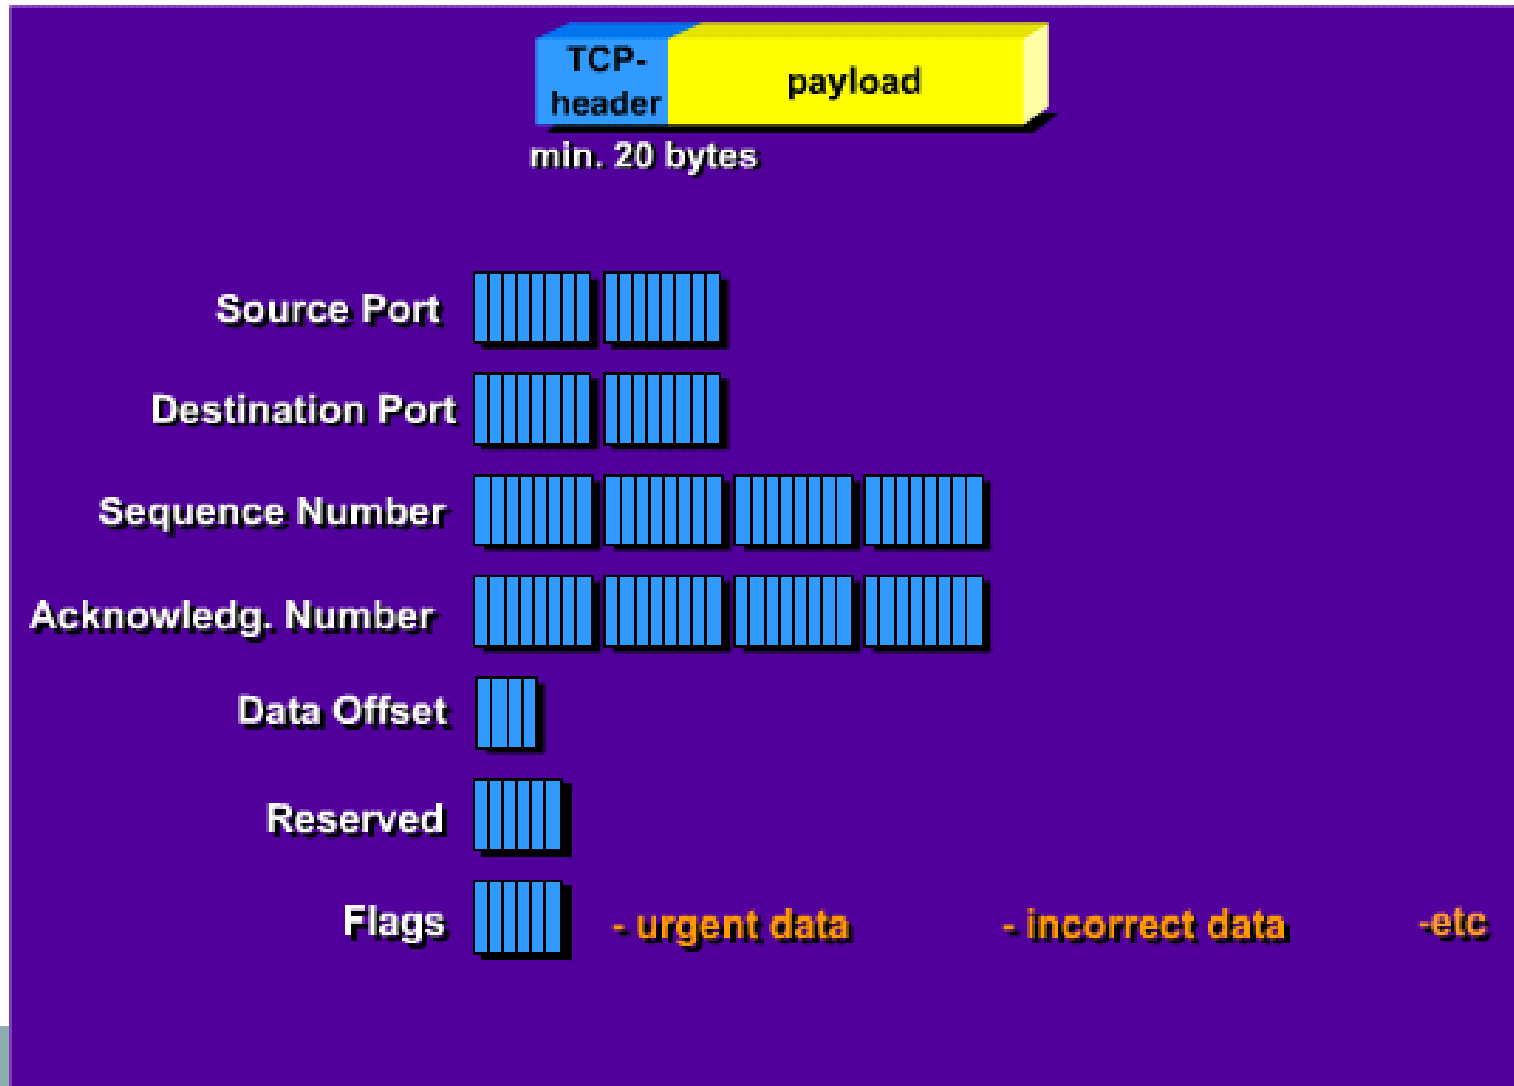 TCP-
header
payload
min. 20 bytes
Source Port
Destination Port
Sequence Number
Acknowledg. Number
Data Offset
Reserved
Flags - urgent data - incorrect data -etc